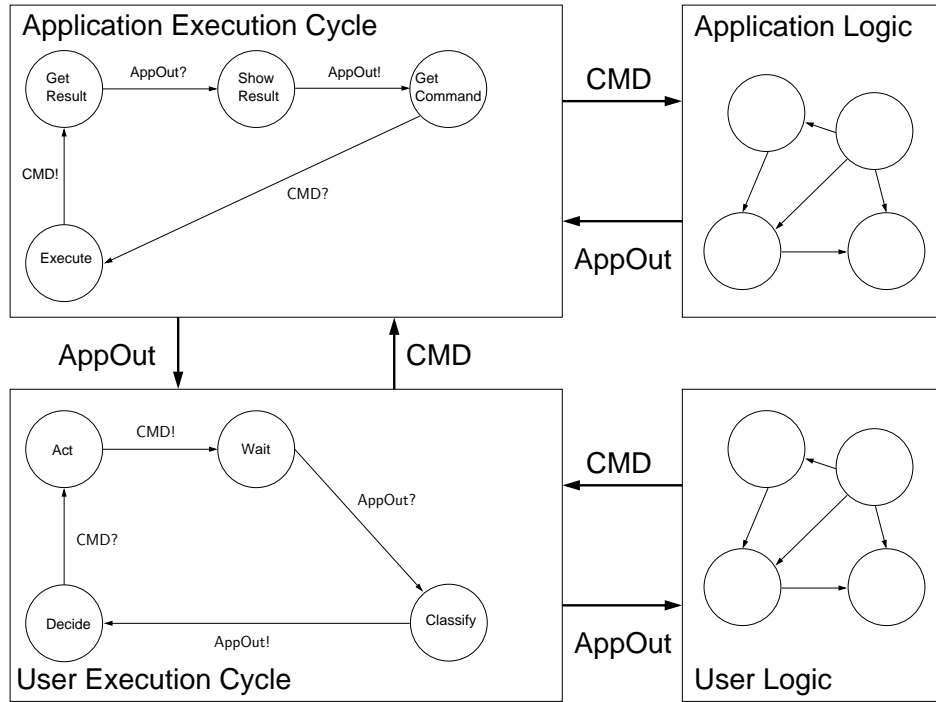 Application Execution Cycle
Application Logic
Get
Result
AppOut?
Show
Result
AppOut!
Get
Command
CMD!
CMD?
Execute
CMD
AppOut
AppOut
CMD
Act
CMD!
Wait
AppOut?
CMD?
Decide
AppOut!
Classify
CMD
AppOut
User Execution Cycle
User Logic